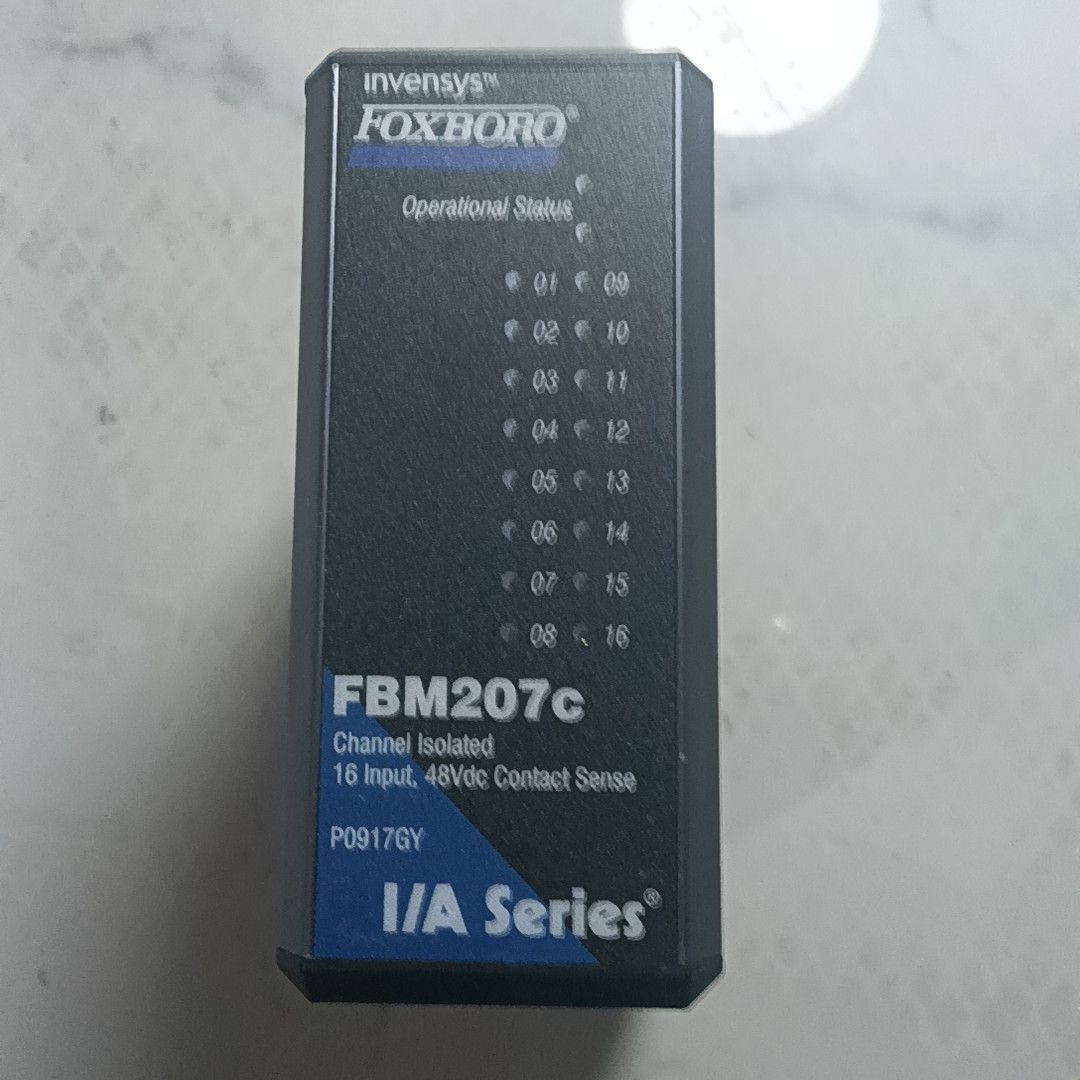 invensys™
FOXBORO®
Operational Status
01 09
02 10
03 11
04 12
05 13
06 14
07 15
08 16
FBM207c
Channel Isolated
16 Input, 48Vdc Contact Sense
P0917GY
I/A Series®